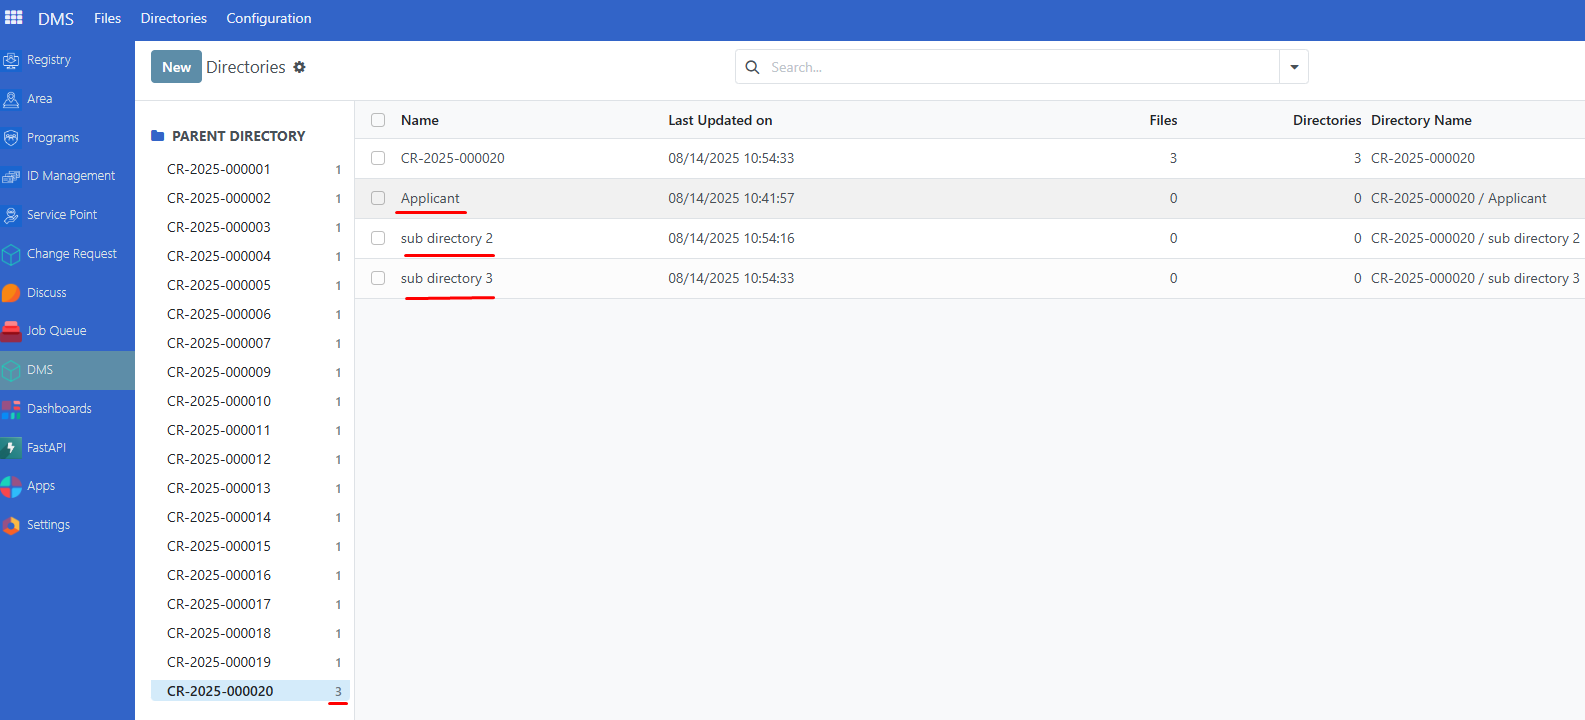 DMS Files Directories Configuration
Registry
Area
Programs
ID Management
Service Point
Change Request
Discuss
Job Queue
DMS
Dashboards
FastAPI
Apps
Settings
New Directories
Search...
PARENT DIRECTORY
CR-2025-000001 1
CR-2025-000002 1
CR-2025-000003 1
CR-2025-000004 1
CR-2025-000005 1
CR-2025-000006 1
CR-2025-000007 1
CR-2025-000009 1
CR-2025-000010 1
CR-2025-000011 1
CR-2025-000012 1
CR-2025-000013 1
CR-2025-000014 1
CR-2025-000015 1
CR-2025-000016 1
CR-2025-000017 1
CR-2025-000018 1
CR-2025-000019 1
CR-2025-000020 3
Name Last Updated on Files Directories Directory Name
CR-2025-000020 08/14/2025 10:54:33 3 3 CR-2025-000020
Applicant 08/14/2025 10:41:57 0 0 CR-2025-000020 / Applicant
sub directory 2 08/14/2025 10:54:16 0 0 CR-2025-000020 / sub directory 2
sub directory 3 08/14/2025 10:54:33 0 0 CR-2025-000020 / sub directory 3